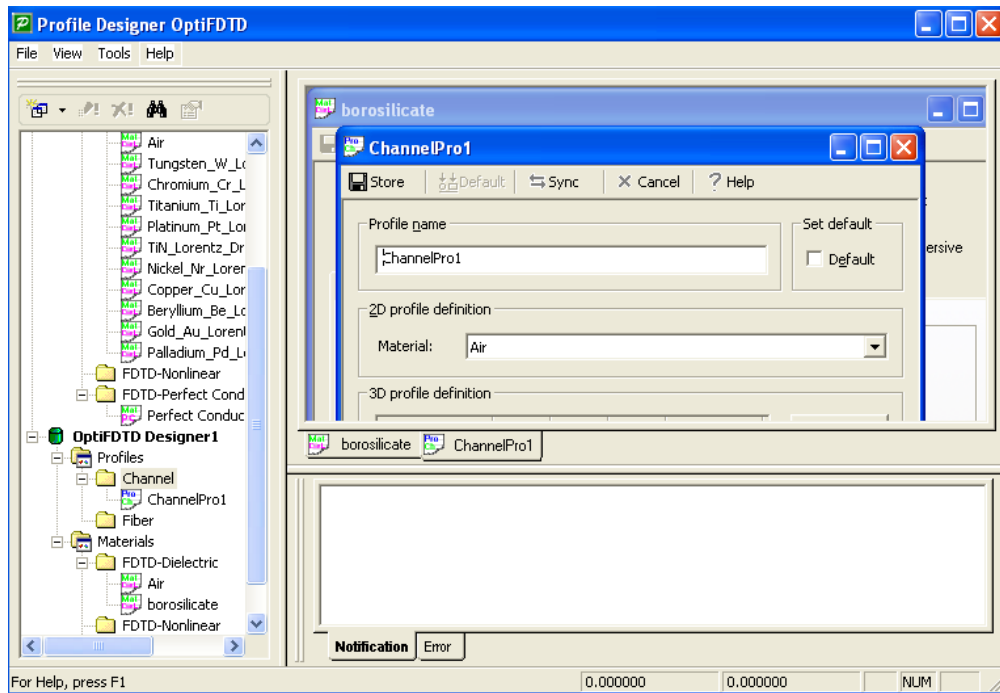 Profile Designer OptiFDTD
File View Tools Help
Air
Tungsten_W_Lo
Chromium_Cr_L
Titanium_Ti_Lor
Platinum_Pt_Lor
TiN_Lorentz_Dr
Nickel_Nr_Loren
Copper_Cu_Lor
Beryllium_Be_Lo
Gold_Au_Lorent
Palladium_Pd_L
FDTD-Nonlinear
FDTD-Perfect Cond
Perfect Conduc
OptiFDTD Designer1
Profiles
Channel
ChannelPro1
Fiber
Materials
FDTD-Dielectric
Air
borosilicate
FDTD-Nonlinear
borosilicate
ChannelPro1
Store Default Sync Cancel ? Help
Profile name
ChannelPro1
Set default
Default
ersive
2D profile definition
Material: Air
3D profile definition
borosilicate ChannelPro1
Notification Error
For Help, press F1 0.000000 0.000000 NUM